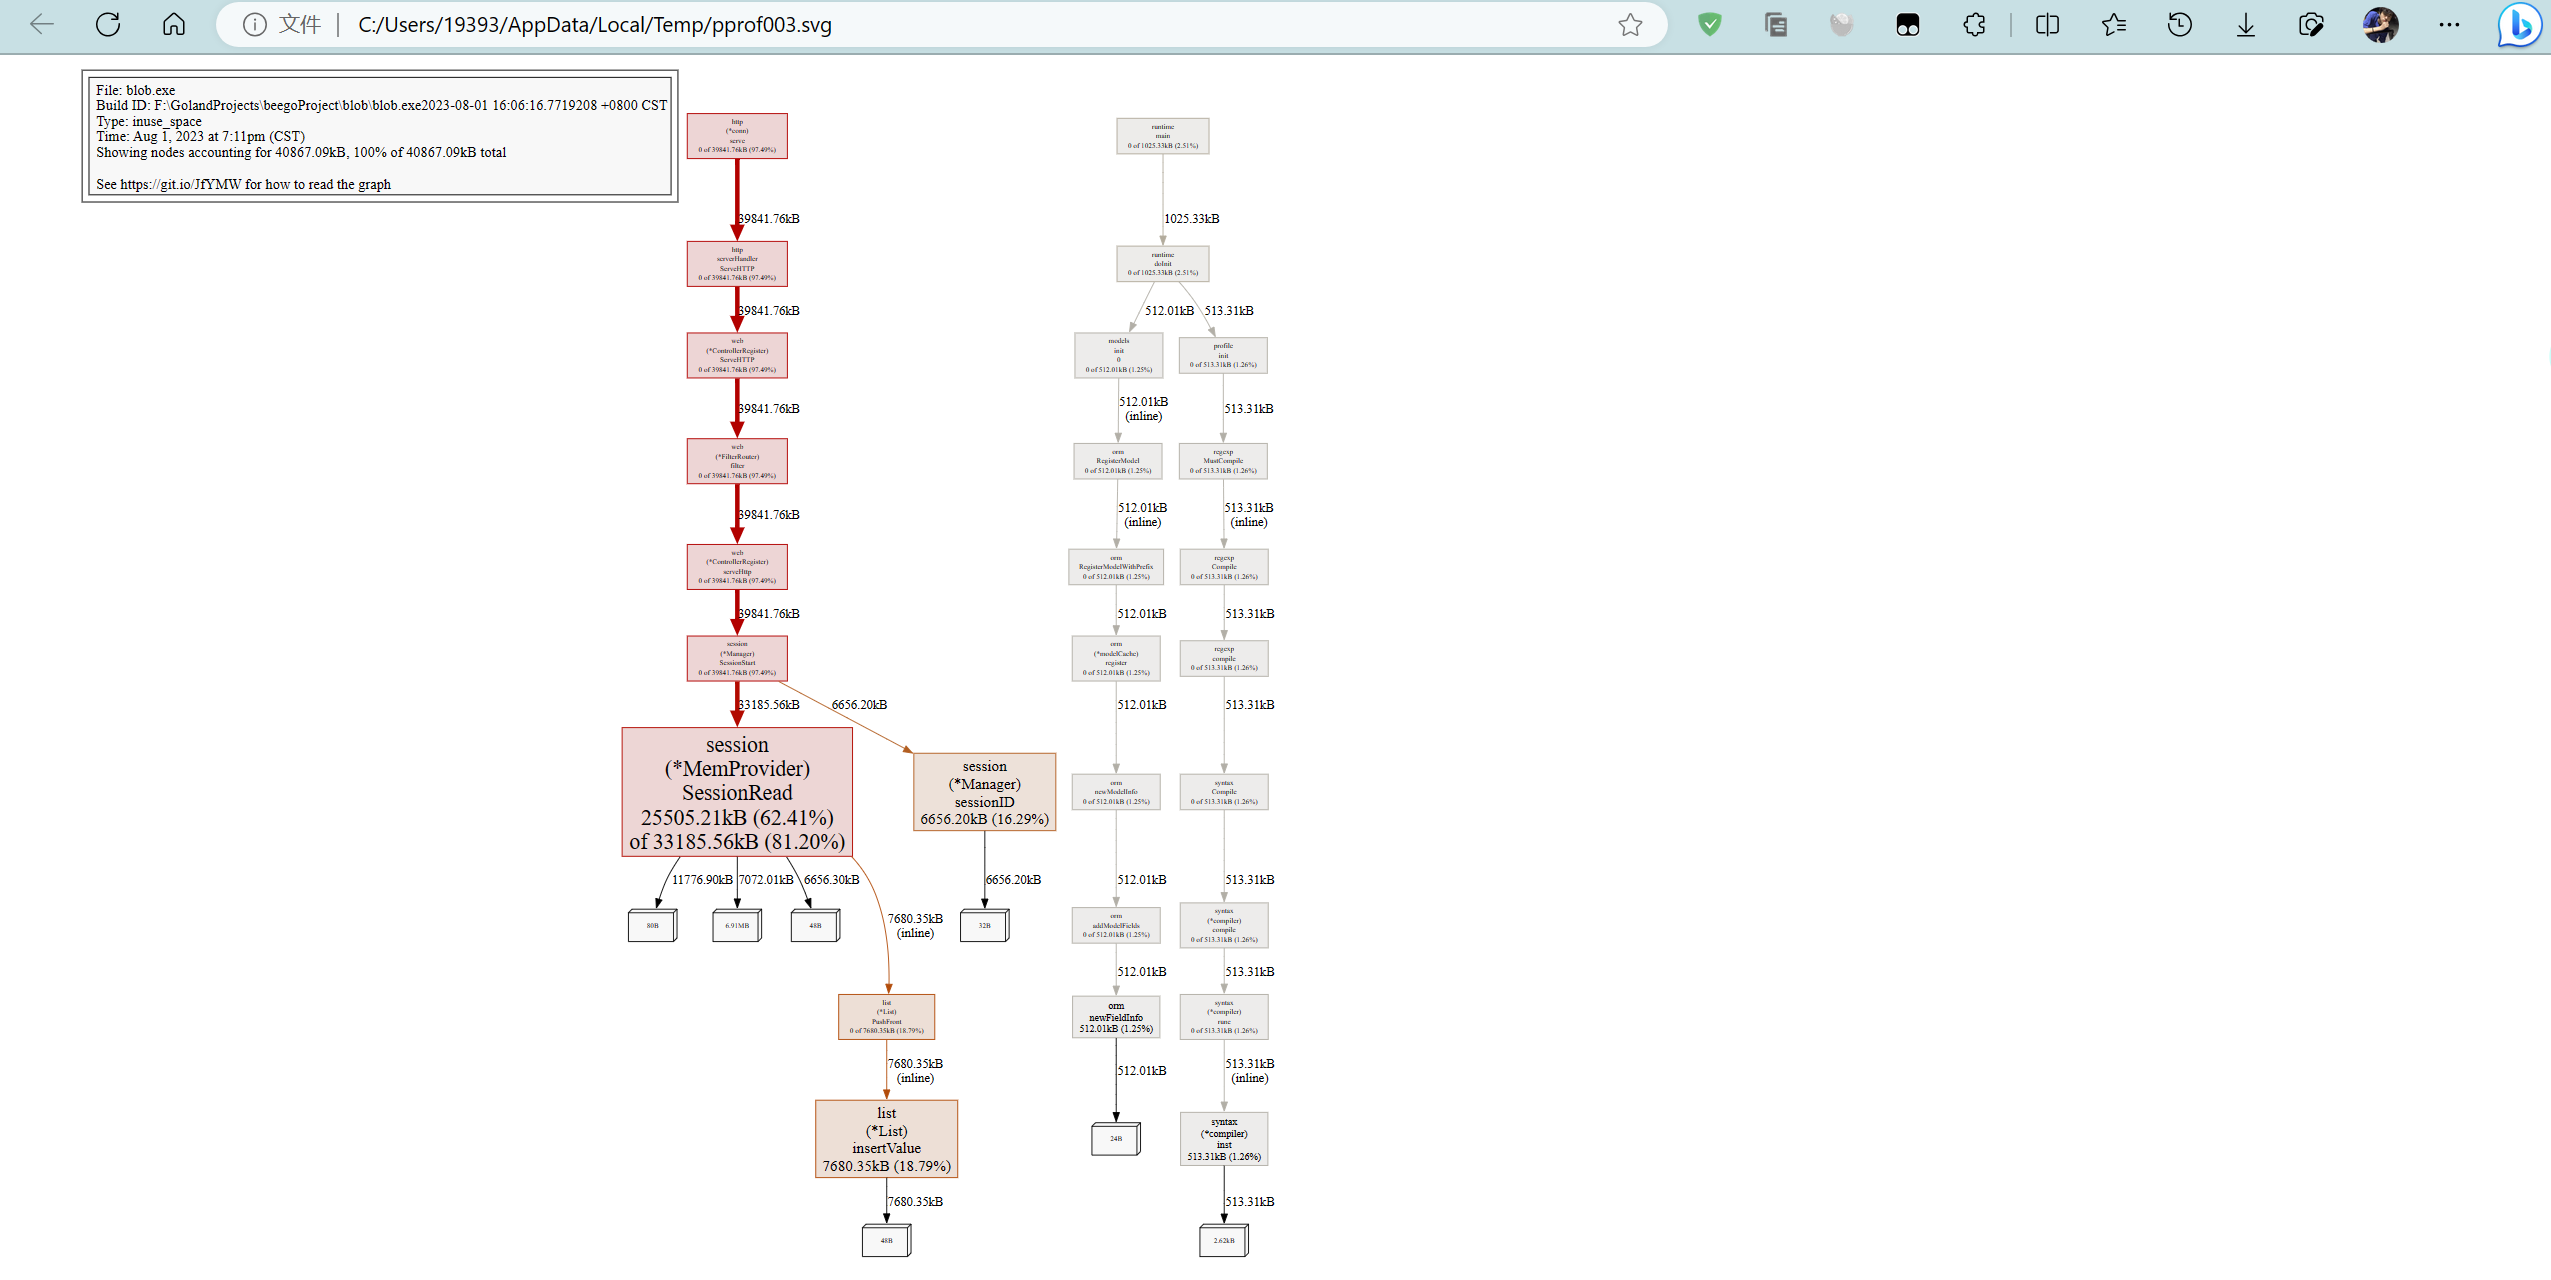 文件
C:/Users/19393/AppData/Local/Temp/pprof003.svg
File: blob.exe
Build ID: F:\GolandProjects\beegoProject\blob\blob.exe2023-08-01 16:06:16.7719208 +0800 CST
Type: inuse_space
Time: Aug 1, 2023 at 7:11pm (CST)
Showing nodes accounting for 40867.09kB, 100% of 40867.09kB total
See https://git.io/JfYMW for how to read the graph
http
(*conn)
serve
0 of 39841.76kB (97.49%)
39841.76kB
http
serverHandler
ServeHTTP
0 of 39841.76kB (97.49%)
39841.76kB
web
(*ControllerRegister)
ServeHTTP
0 of 39841.76kB (97.49%)
39841.76kB
web
(*FilterRouter)
filter
0 of 39841.76kB (97.49%)
39841.76kB
web
(*ControllerRegister)
serveHttp
0 of 39841.76kB (97.49%)
39841.76kB
session
(*Manager)
SessionStart
0 of 39841.76kB (97.49%)
33185.56kB
6656.20kB
session
(*MemProvider)
SessionRead
25505.21kB (62.41%)
of 33185.56kB (81.20%)
session
(*Manager)
sessionID
6656.20kB (16.29%)
11776.90kB
7072.01kB
6656.30kB
7680.35kB
(inline)
6656.20kB
80B
6.91MB
48B
32B
list
(*List)
PushFront
0 of 7680.35kB (18.79%)
7680.35kB
(inline)
list
(*List)
insertValue
7680.35kB (18.79%)
7680.35kB
48B
runtime
main
0 of 1025.33kB (2.51%)
1025.33kB
runtime
doInit
0 of 1025.33kB (2.51%)
512.01kB
513.31kB
models
init
0
0 of 512.01kB (1.25%)
512.01kB
(inline)
orm
RegisterModel
0 of 512.01kB (1.25%)
512.01kB
(inline)
orm
RegisterModelWithPrefix
0 of 512.01kB (1.25%)
512.01kB
orm
(*modelCache)
register
0 of 512.01kB (1.25%)
512.01kB
orm
newModelInfo
0 of 512.01kB (1.25%)
512.01kB
orm
addModelFields
0 of 512.01kB (1.25%)
512.01kB
orm
newFieldInfo
512.01kB (1.25%)
512.01kB
24B
profile
init
0 of 513.31kB (1.26%)
513.31kB
regexp
MustCompile
0 of 513.31kB (1.26%)
513.31kB
(inline)
regexp
Compile
0 of 513.31kB (1.26%)
513.31kB
regexp
compile
0 of 513.31kB (1.26%)
513.31kB
syntax
Compile
0 of 513.31kB (1.26%)
513.31kB
syntax
(*compiler)
compile
0 of 513.31kB (1.26%)
513.31kB
syntax
(*compiler)
rune
0 of 513.31kB (1.26%)
513.31kB
(inline)
syntax
(*compiler)
inst
513.31kB (1.26%)
513.31kB
2.62kB